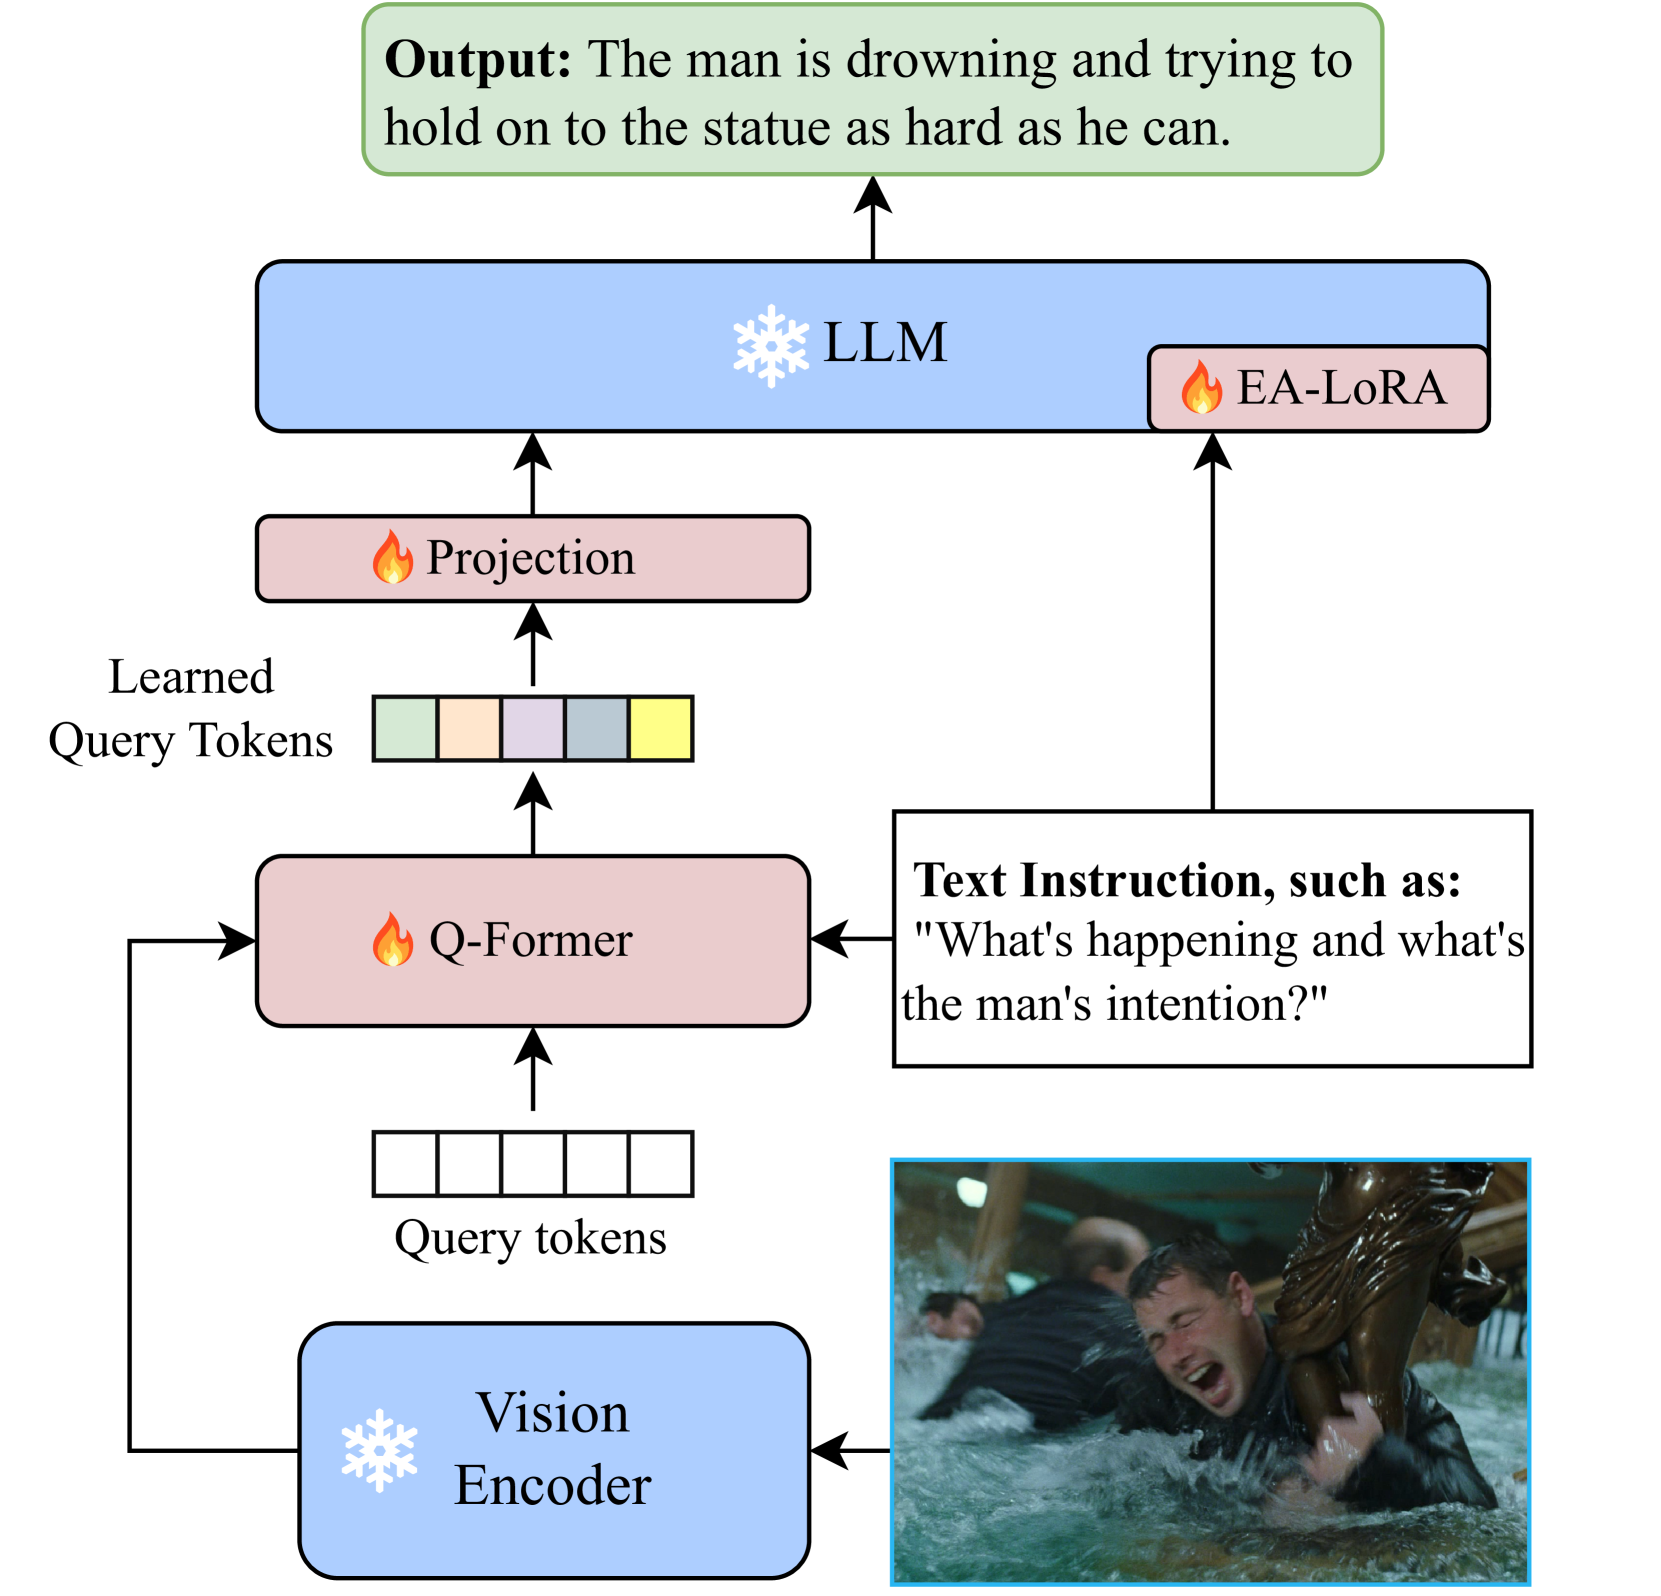 Output: The man is drowning and trying to
hold on to the statue as hard as he can.
LLM
EA-LoRA
Projection
Learned
Query Tokens
Q-Former
Text Instruction, such as:
"What's happening and what's
the man's intention?"
Query tokens
Vision
Encoder